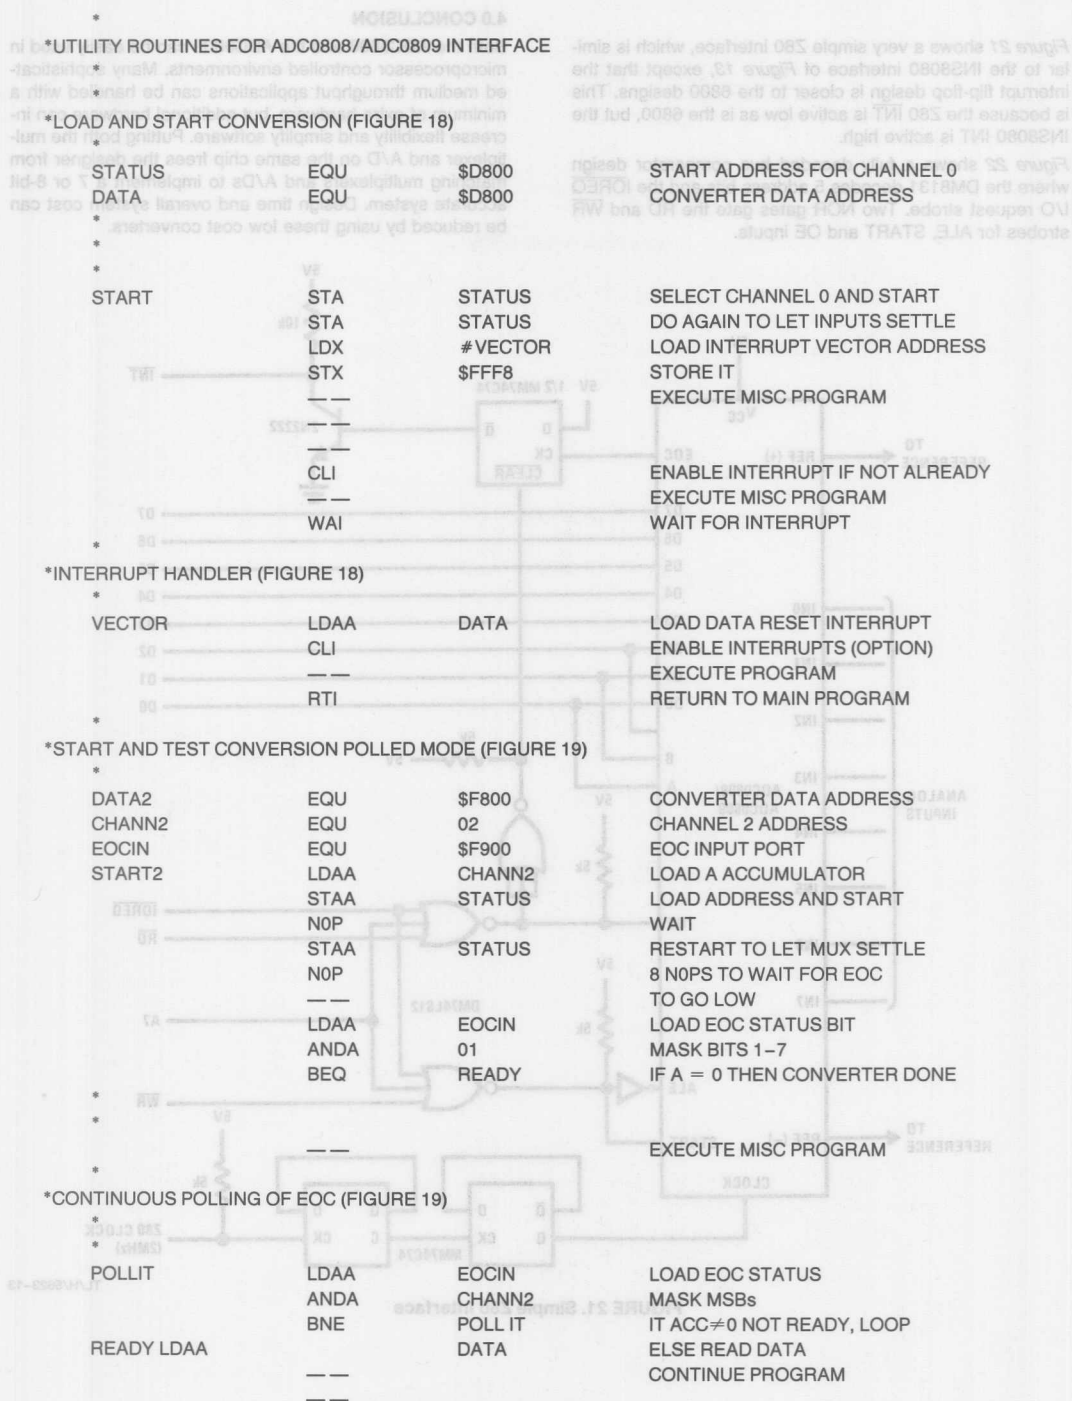 *
*UTILITY ROUTINES FOR ADC0808/ADC0809 INTERFACE
*
*
*LOAD AND START CONVERSION (FIGURE 18)
*
STATUS EQU $D800 START ADDRESS FOR CHANNEL 0
DATA EQU $D800 CONVERTER DATA ADDRESS
*
*
*
START STA STATUS SELECT CHANNEL 0 AND START
STA STATUS DO AGAIN TO LET INPUTS SETTLE
LDX #VECTOR LOAD INTERRUPT VECTOR ADDRESS
STX $FFF8 STORE IT
—— EXECUTE MISC PROGRAM
——
——
CLI ENABLE INTERRUPT IF NOT ALREADY
—— EXECUTE MISC PROGRAM
WAI WAIT FOR INTERRUPT
*
*INTERRUPT HANDLER (FIGURE 18)
*
VECTOR LDAA DATA LOAD DATA RESET INTERRUPT
CLI ENABLE INTERRUPTS (OPTION)
—— EXECUTE PROGRAM
RTI RETURN TO MAIN PROGRAM
*
*START AND TEST CONVERSION POLLED MODE (FIGURE 19)
*
DATA2 EQU $F800 CONVERTER DATA ADDRESS
CHANN2 EQU 02 CHANNEL 2 ADDRESS
EOCIN EQU $F900 EOC INPUT PORT
START2 LDAA CHANN2 LOAD A ACCUMULATOR
STAA STATUS LOAD ADDRESS AND START
N0P WAIT
STAA STATUS RESTART TO LET MUX SETTLE
N0P 8 N0PS TO WAIT FOR EOC
—— TO GO LOW
LDAA EOCIN LOAD EOC STATUS BIT
ANDA 01 MASK BITS 1–7
BEQ READY IF A = 0 THEN CONVERTER DONE
*
*
—— EXECUTE MISC PROGRAM
*
*CONTINUOUS POLLING OF EOC (FIGURE 19)
*
*
POLLIT LDAA EOCIN LOAD EOC STATUS
ANDA CHANN2 MASK MSBs
BNE POLL IT IT ACC≠0 NOT READY, LOOP
READY LDAA DATA ELSE READ DATA
—— CONTINUE PROGRAM
——